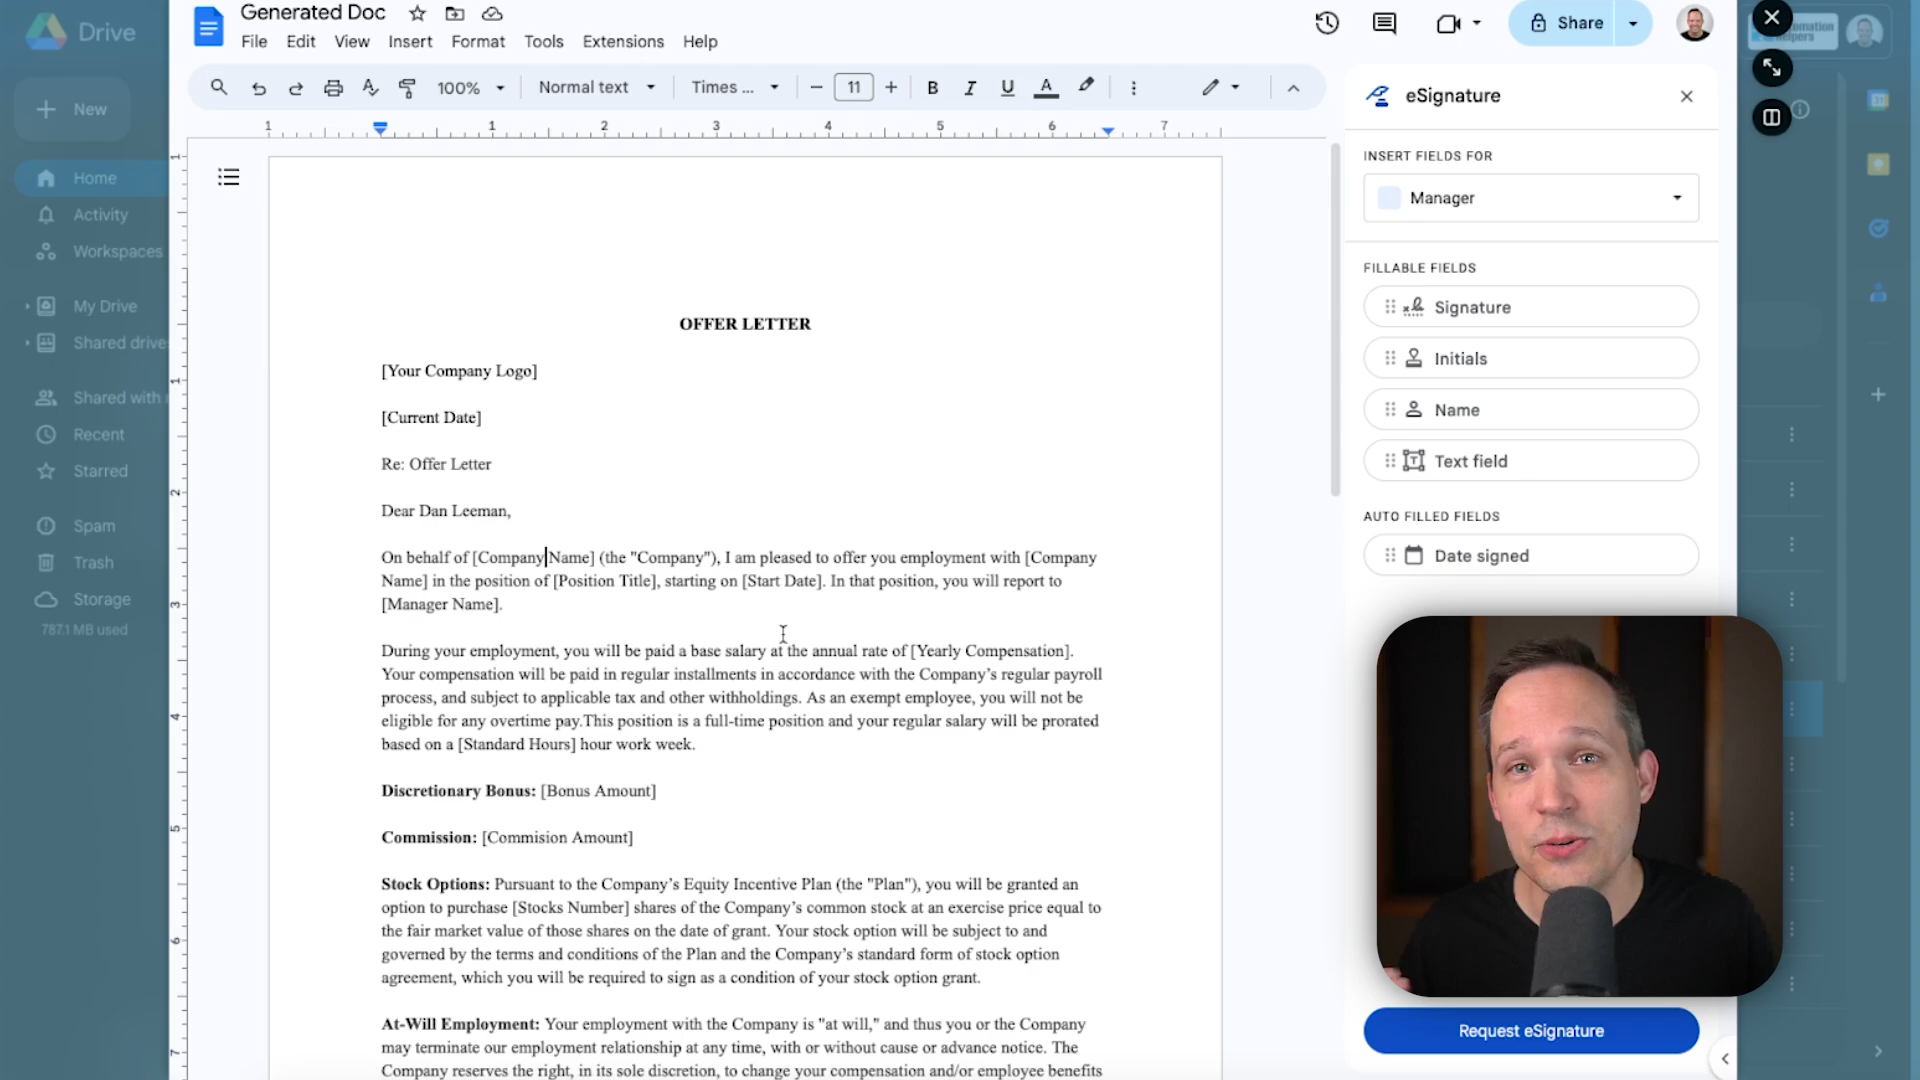 Drive
New
Home
Activity
Workspaces
My Drive
Shared drive
Shared with
Recent
Starred
Spam
Trash
Storage
787.1 MB used
Generated Doc
File Edit View Insert Format Tools Extensions Help
Share
100% Normal text Times ... 11 B I U A
1 1 2 3 4 5 6 7
1
1
2
3
4
5
6
7
OFFER LETTER
[Your Company Logo]
[Current Date]
Re: Offer Letter
Dear Dan Leeman,
On behalf of [Company Name] (the "Company"), I am pleased to offer you employment with [Company
Name] in the position of [Position Title], starting on [Start Date]. In that position, you will report to
[Manager Name].
During your employment, you will be paid a base salary at the annual rate of [Yearly Compensation].
Your compensation will be paid in regular installments in accordance with the Company’s regular payroll
process, and subject to applicable tax and other withholdings. As an exempt employee, you will not be
eligible for any overtime pay.This position is a full-time position and your regular salary will be prorated
based on a [Standard Hours] hour work week.
Discretionary Bonus: [Bonus Amount]
Commission: [Commision Amount]
Stock Options: Pursuant to the Company’s Equity Incentive Plan (the "Plan"), you will be granted an
option to purchase [Stocks Number] shares of the Company’s common stock at an exercise price equal to
the fair market value of those shares on the date of grant. Your stock option will be subject to and
governed by the terms and conditions of the Plan and the Company’s standard form of stock option
agreement, which you will be required to sign as a condition of your stock option grant.
At-Will Employment: Your employment with the Company is "at will," and thus you or the Company
may terminate our employment relationship at any time, with or without cause or advance notice. The
Company reserves the right, in its sole discretion, to change your compensation and/or employee benefits
eSignature
INSERT FIELDS FOR
Manager
FILLABLE FIELDS
Signature
Initials
Name
Text field
AUTO FILLED FIELDS
Date signed
Request eSignature